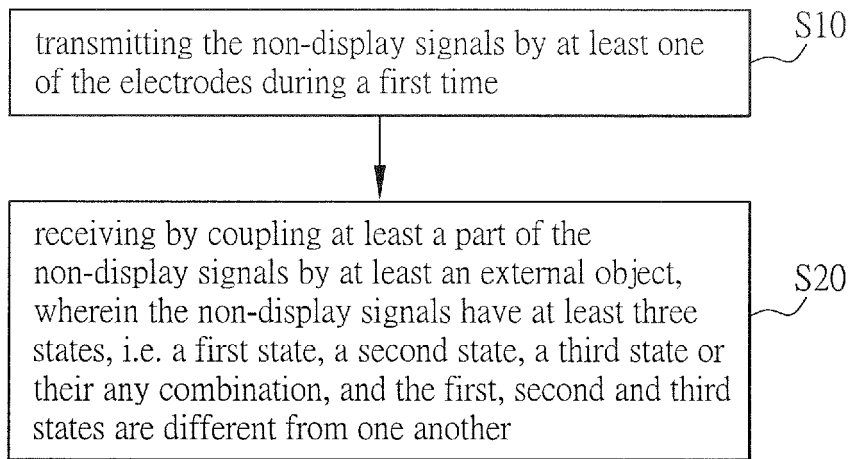 transmitting the non-display signals by at least one
of the electrodes during a first time
S10
receiving by coupling at least a part of the
non-display signals by at least an external object,
wherein the non-display signals have at least three
states, i.e. a first state, a second state, a third state or
their any combination, and the first, second and third
states are different from one another
S20